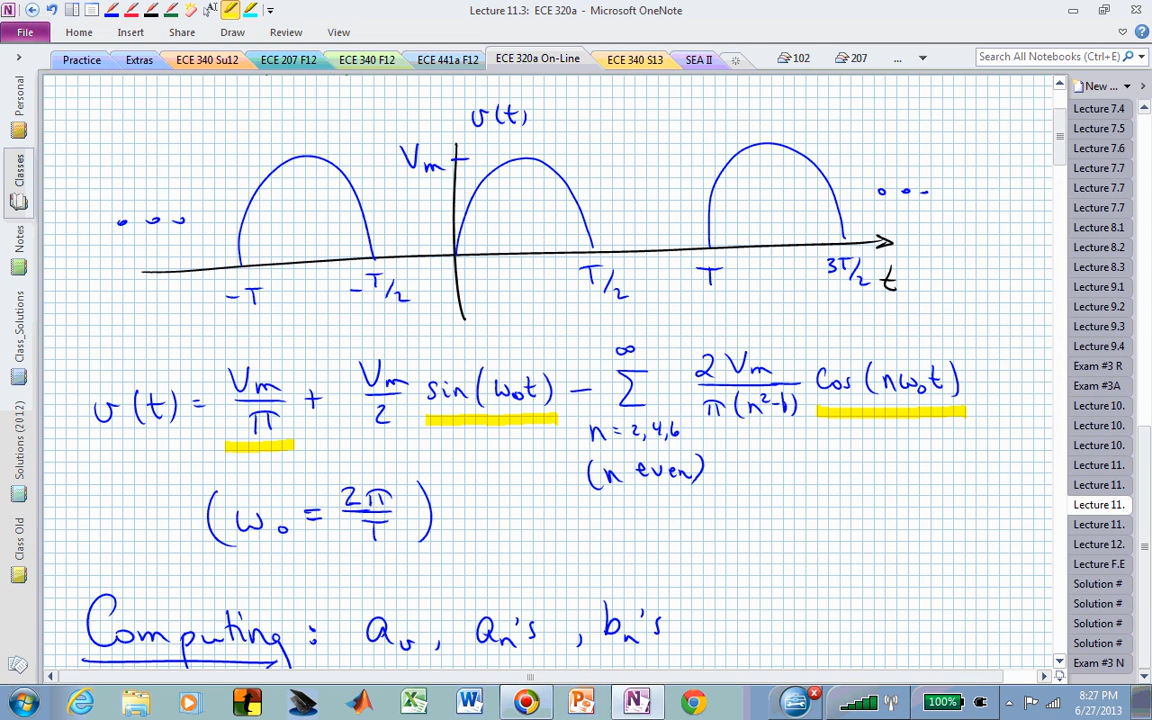 Lecture 11.3: ECE 320a - Microsoft OneNote
File Home Insert Share Draw Review View
Practice Extras ECE 340 Su12 ECE 207 F12 ECE 340 F12 ECE 441a F12 ECE 320a On-Line ECE 340 S13 SEA II 102 207 ... Search All Notebooks (Ctrl+E)
Personal
Classes
Notes
Class_Solutions
Solutions (2012)
Class Old
v(t)
Vm
-T -T/2 T/2 T 3T/2 t
v(t) = Vm/π + Vm/2 sin(ω0t) - ∑ 2Vm/π(n²-1) cos(nω0t)
∞
n = 2,4,6
(n even)
(ω0 = 2π/T)
Computing: av, an's, bn's
New ...
Lecture 7.4
Lecture 7.5
Lecture 7.6
Lecture 7.7
Lecture 7.7
Lecture 7.7
Lecture 8.1
Lecture 8.2
Lecture 8.3
Lecture 9.1
Lecture 9.2
Lecture 9.3
Lecture 9.4
Exam #3 R
Exam #3A
Lecture 10.
Lecture 10.
Lecture 10.
Lecture 11.
Lecture 11.
Lecture 11.
Lecture 11.
Lecture 12.
Lecture F.E
Solution #
Solution #
Solution #
Solution #
Exam #3 N
100%
8:27 PM
6/27/2013